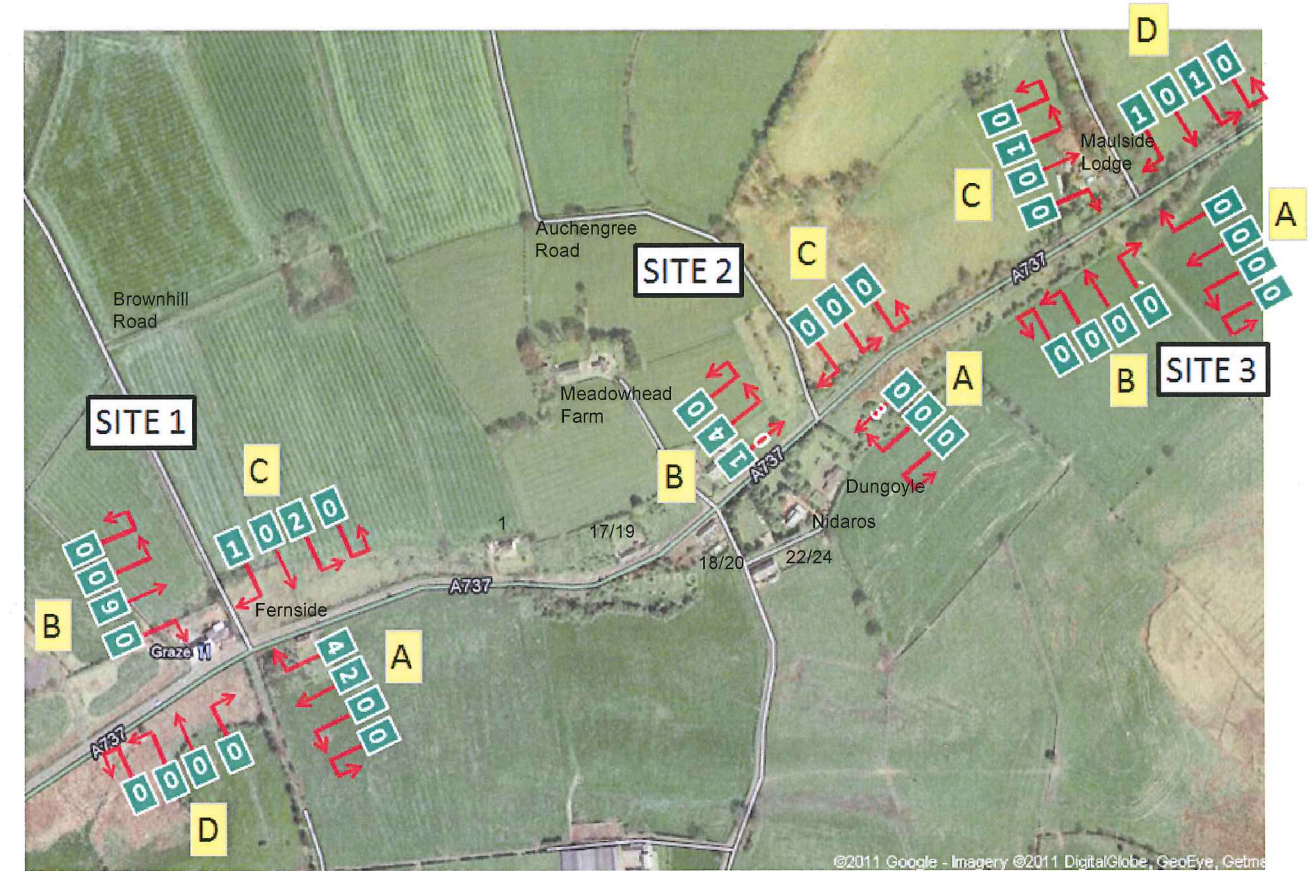 D
1 0 1 0
0 1 0 0
Maulside
Lodge
C
A
0 0 0 0
Auchengree
Road
SITE 2
C
0 0 0
A737
0 0 0 0
B
SITE 3
Brownhill
Road
Meadowhead
Farm
A
0 0 0
SITE 1
0 4 1
0
A737
B
C
1 0 2 0
Dungoyle
Nidaros
1
17/19
18/20
22/24
A737
0 0 9 0
B
Fernside
Graze
4 2 0 0
A
A737
0 0 0 0
D
©2011 Google - Imagery ©2011 DigitalGlobe, GeoEye, Getma